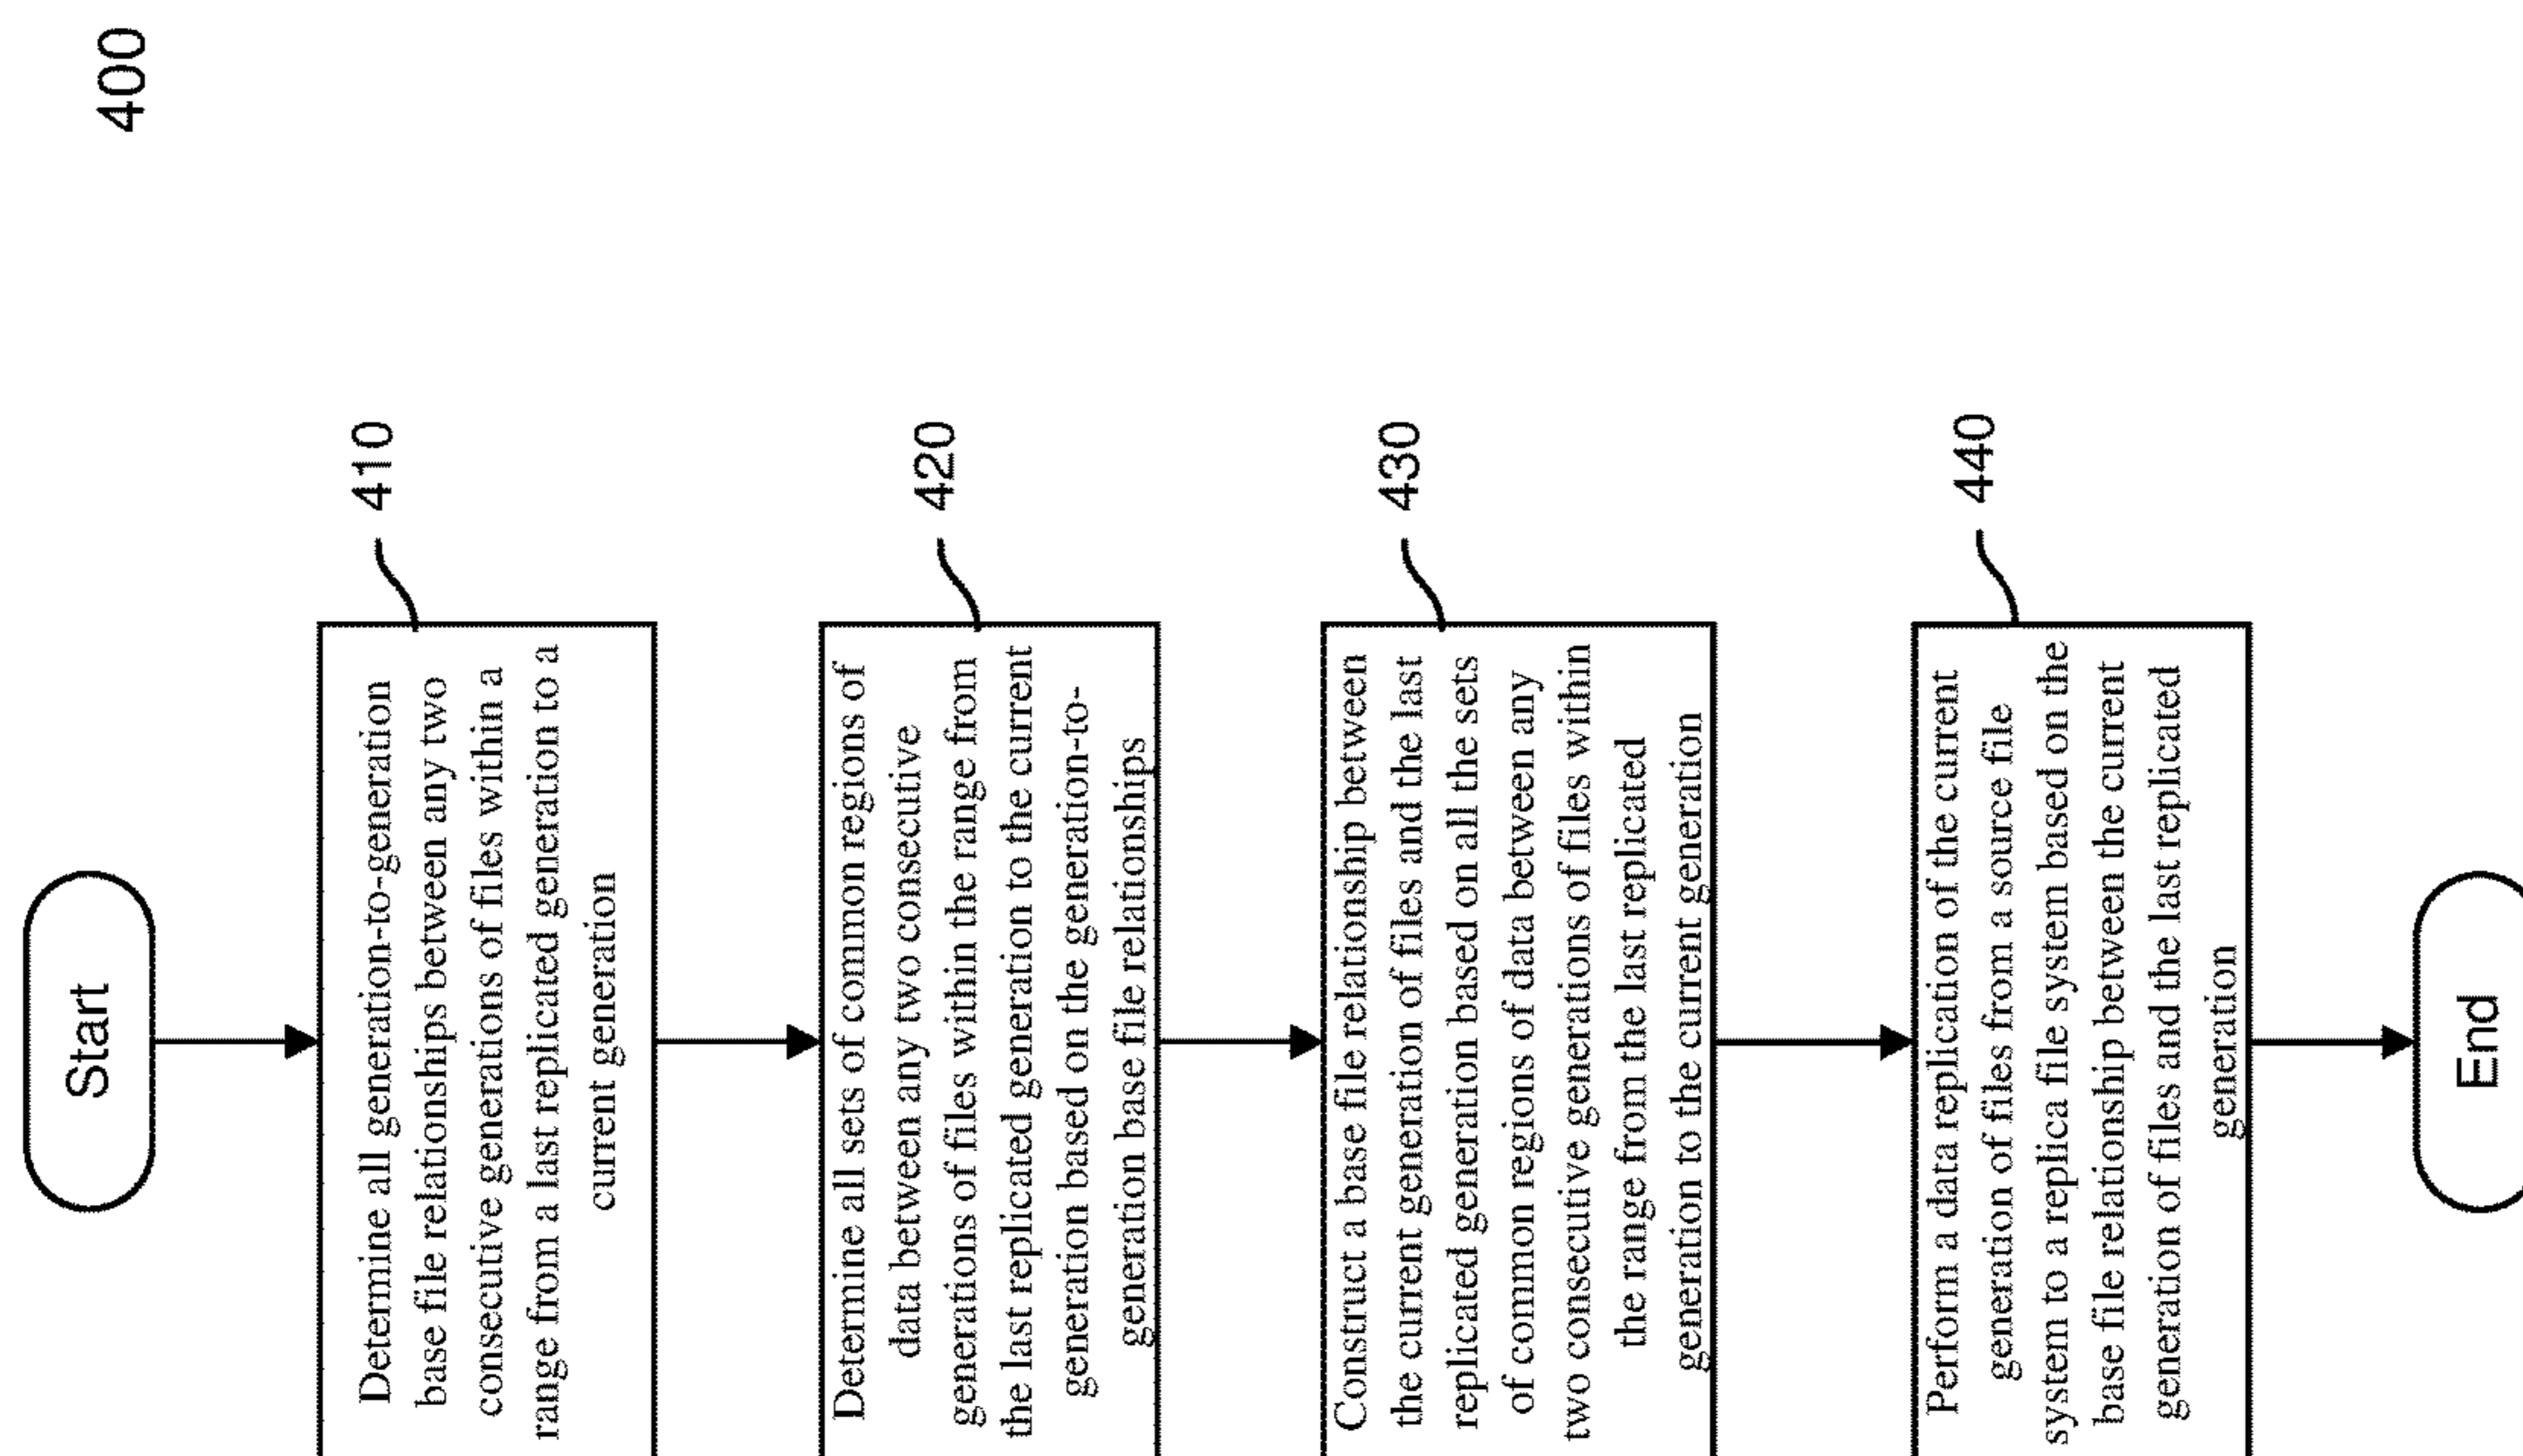 400
Start
410
Determine all generation-to-generation
base file relationships between any two
consecutive generations of files within a
range from a last replicated generation to a
current generation
420
Determine all sets of common regions of
data between any two consecutive
generations of files within the range from
the last replicated generation to the current
generation based on the generation-to-
generation base file relationships
430
Construct a base file relationship between
the current generation of files and the last
replicated generation based on all the sets
of common regions of data between any
two consecutive generations of files within
the range from the last replicated
generation to the current generation
440
Perform a data replication of the current
generation of files from a source file
system to a replica file system based on the
base file relationship between the current
generation of files and the last replicated
generation
End